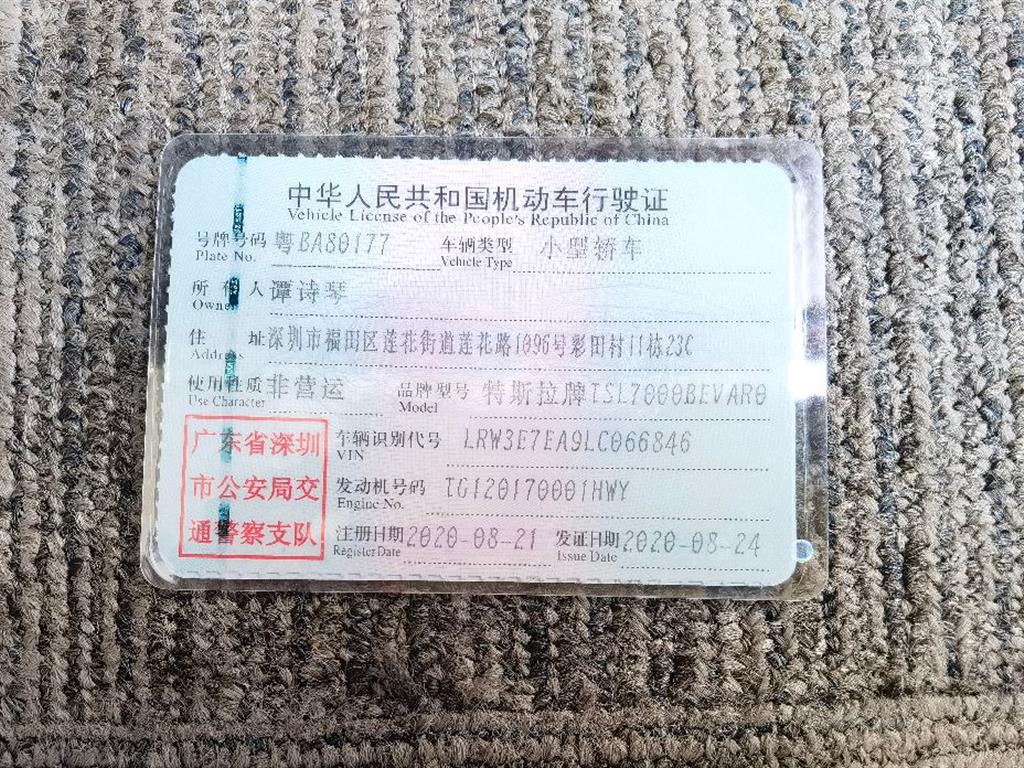 中华人民共和国机动车行驶证
Vehicle License of the People's Republic of China
号牌号码 粤BA80177 车辆类型 小型轿车
Plate No. Vehicle Type
所有人 谭诗琴
Owner
住址 深圳市福田区莲花街道莲花路1096号彩田村11栋23C
Address
使用性质 非营运 品牌型号 特斯拉牌TSL7000BEVAR0
Use Character Model
广东省深圳 车辆识别代号 LRW3E7EA9LC066846
VIN
市公安局交 发动机号码 TG120170001HWY
Engine No.
通警察支队 注册日期 2020-08-21 发证日期 2020-08-24
Register Date Issue Date